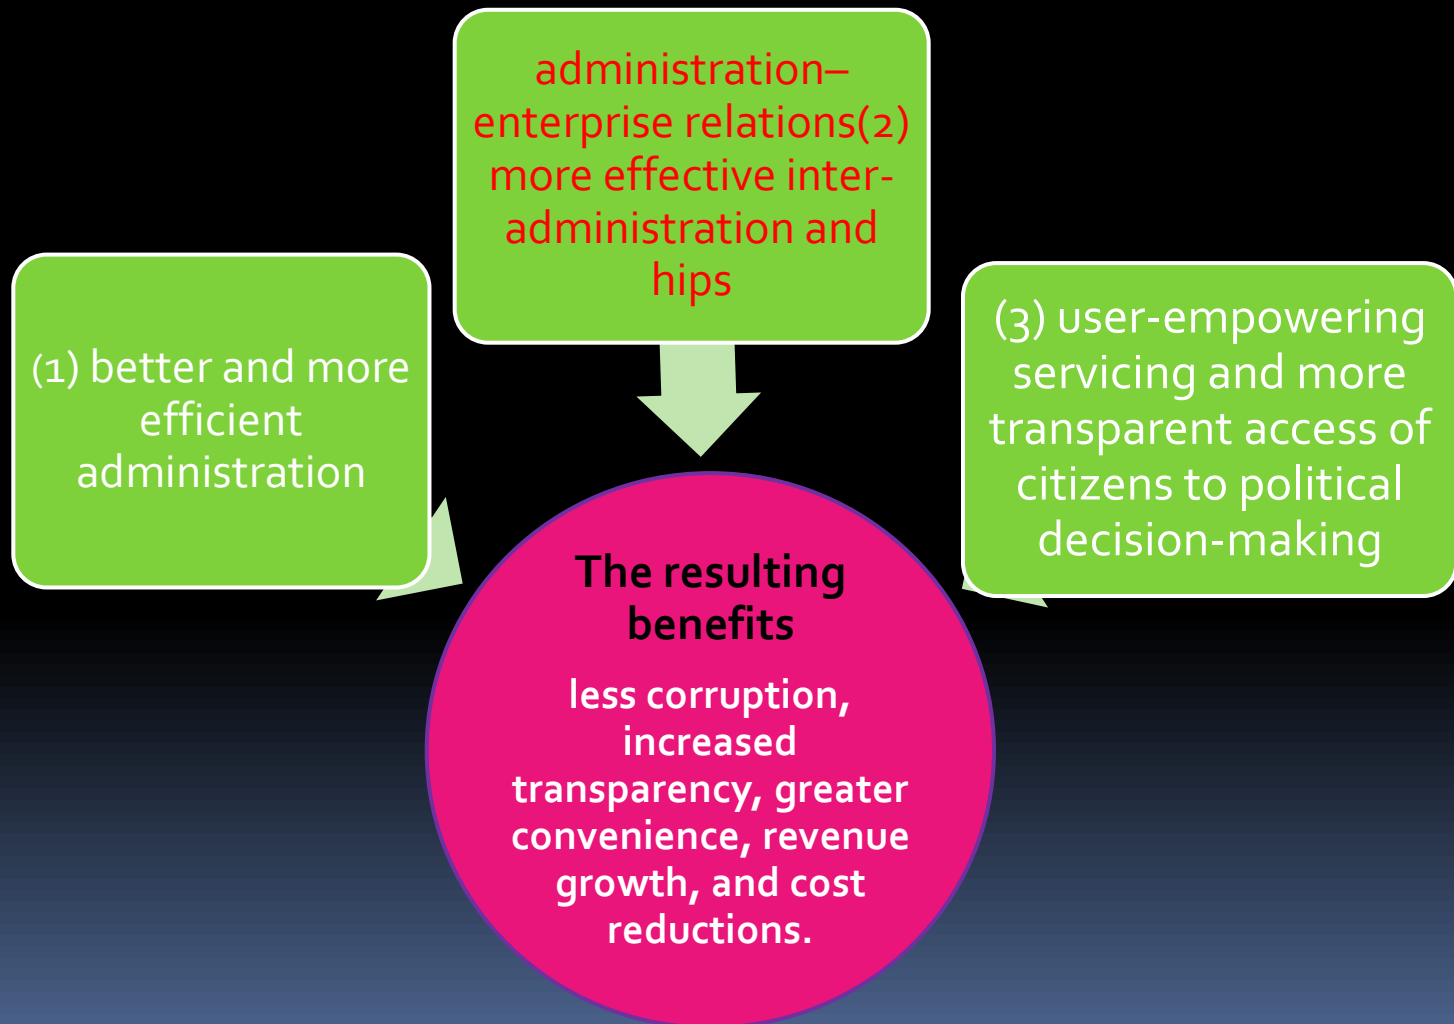 (1) better and more
efficient
administration
administration–
enterprise relations(2)
more effective inter-
administration and
hips
(3) user-empowering
servicing and more
transparent access of
citizens to political
decision-making
The resulting
benefits
less corruption,
increased
transparency, greater
convenience, revenue
growth, and cost
reductions.